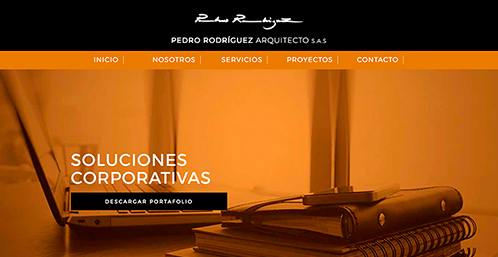 Pedro Rodríguez
PEDRO RODRÍGUEZ ARQUITECTO S.A.S
INICIO | NOSOTROS | SERVICIOS | PROYECTOS | CONTACTO |
SOLUCIONES
CORPORATIVAS
DESCARGAR PORTAFOLIO